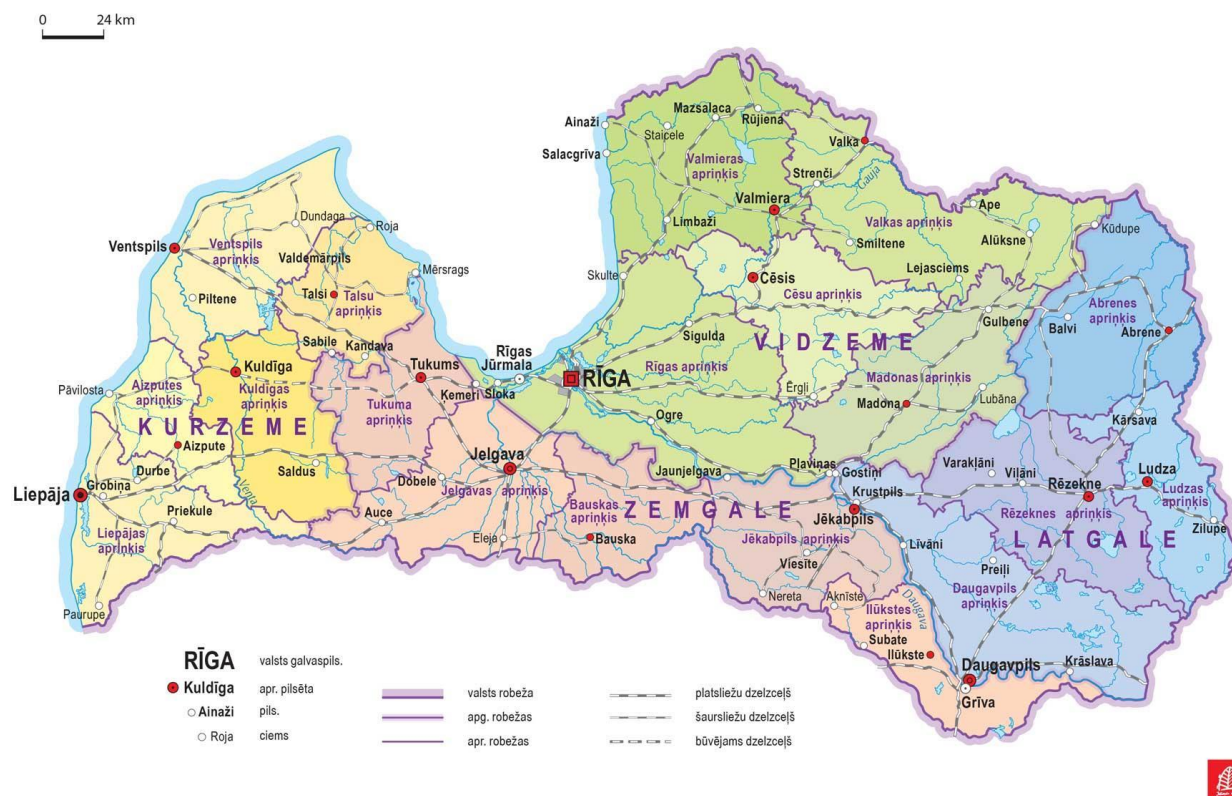 0 24 km
Ainaži
Mazsalaca
Rūjiena
Staicele
Valka
Salacgrīva
Valmieras
apriņķis
Strenči
Gauja
Valmiera
Ape
Limbaži
Valkas apriņķis
Smiltene
Alūksne
Kūdupe
Dundaga
Roja
Ventspils
Ventspils
apriņķis
Valdemārpils
Mērsrags
Skulte
Cēsis
Lejasciems
Cēsu apriņķis
Piltene
Talsi
Talsu
apriņķis
Abrenes
apriņķis
Gulbene
Balvi
Abrene
Sigulda
VIDZEME
Sabile
Kandava
Rīgas
Jūrmala
Kuldīga
Tukums
RĪGA
Rīgas apriņķis
Madonas apriņķis
Pāvilosta
Aizputes
apriņķis
Kuldīgas
apriņķis
Ķemeri
Sloka
Ērgļi
Madona
Lubāna
Tukuma
apriņķis
Ogre
Kārsava
KURZEME
Aizpute
Jelgava
Durbe
Saldus
Dobele
Jelgavas apriņķis
Jaunjelgava
Pļaviņas
Gostiņi
Varakļāni
Viļāni
Ludza
Liepāja
Grobiņa
Venta
Krustpils
Rēzekne
Ludzas
apriņķis
Priekule
Auce
Bauskas
apriņķis
ZEMGALE
Jēkabpils
Rēzeknes apriņķis
Zilupe
Liepājas
apriņķis
Eleja
Bauska
Jēkabpils apriņķis
Līvāni
LATGALE
Viesīte
Preiļi
Daugavpils
apriņķis
Paurupe
Nereta
Aknīste
Daugava
Ilūkstes
apriņķis
Subate
Ilūkste
Daugavpils
Krāslava
Grīva
RĪGA valsts galvaspils.
Kuldīga apr. pilsēta
Ainaži pils.
Roja ciems
valsts robeža
apg. robežas
apr. robežas
platsliežu dzelzceļš
šaursliežu dzelzceļš
būvējams dzelzceļš